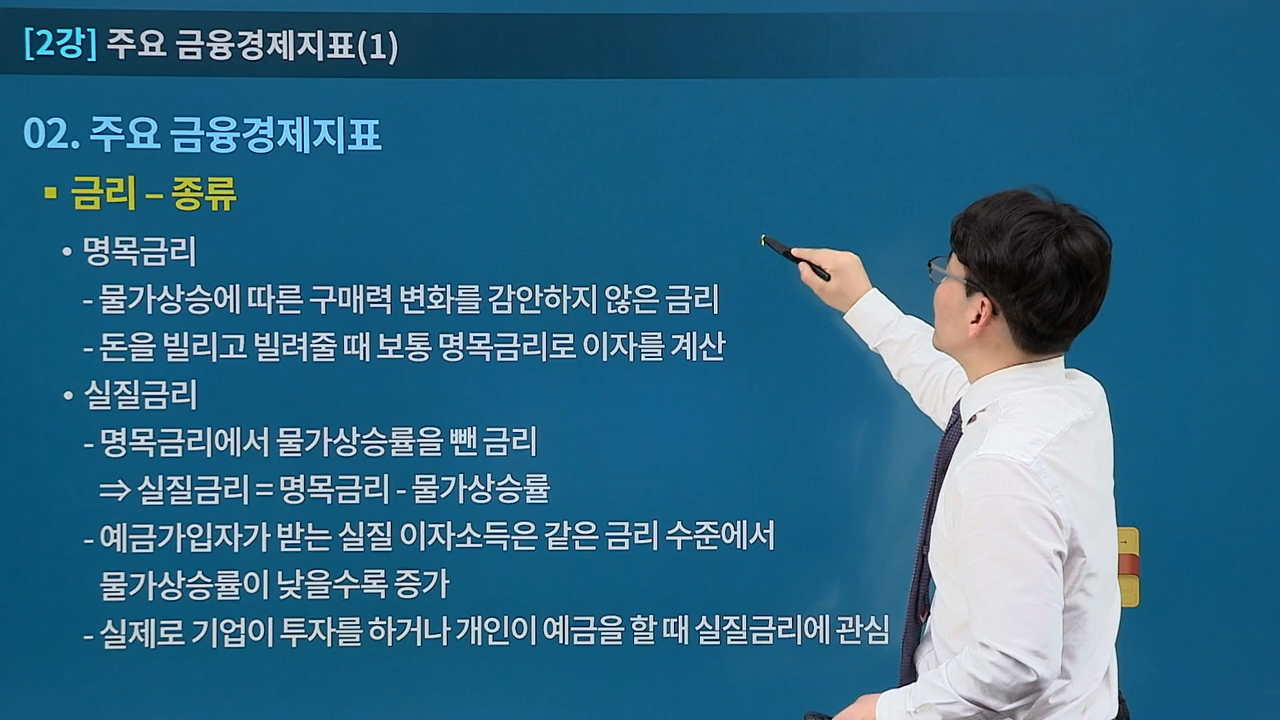 [2강] 주요 금융경제지표(1)
02. 주요 금융경제지표
▪ 금리 – 종류
• 명목금리
- 물가상승에 따른 구매력 변화를 감안하지 않은 금리
- 돈을 빌리고 빌려줄 때 보통 명목금리로 이자를 계산
• 실질금리
- 명목금리에서 물가상승률을 뺀 금리
⇒ 실질금리 = 명목금리 - 물가상승률
- 예금가입자가 받는 실질 이자소득은 같은 금리 수준에서
물가상승률이 낮을수록 증가
- 실제로 기업이 투자를 하거나 개인이 예금을 할 때 실질금리에 관심